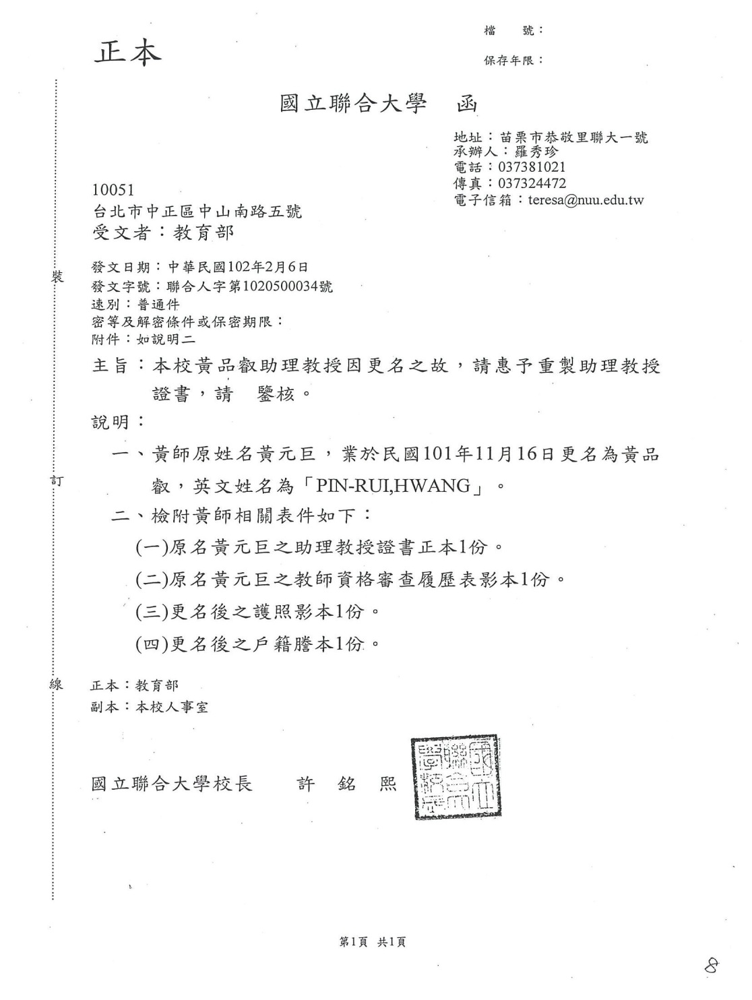 檔　　號：
保存年限：
正本
國立聯合大學　函
地址：苗栗市恭敬里聯大一號
承辦人：羅秀珍
電話：037381021
傳真：037324472
電子信箱：teresa@nuu.edu.tw
10051
台北市中正區中山南路五號
受文者：教育部
發文日期：中華民國102年2月6日
發文字號：聯合人字第1020500034號
速別：普通件
密等及解密條件或保密期限：
附件：如說明二
主旨：本校黃品叡助理教授因更名之故，請惠予重製助理教授
證書，請　鑒核。
說明：
一、黃師原姓名黃元巨，業於民國101年11月16日更名為黃品
叡，英文姓名為「PIN-RUI,HWANG」。
二、檢附黃師相關表件如下：
(一)原名黃元巨之助理教授證書正本1份。
(二)原名黃元巨之教師資格審查履歷表影本1份。
(三)更名後之護照影本1份。
(四)更名後之戶籍謄本1份。
正本：教育部
副本：本校人事室
國立聯合大學校長　許　銘　熙
裝
訂
線
第1頁　共1頁
8